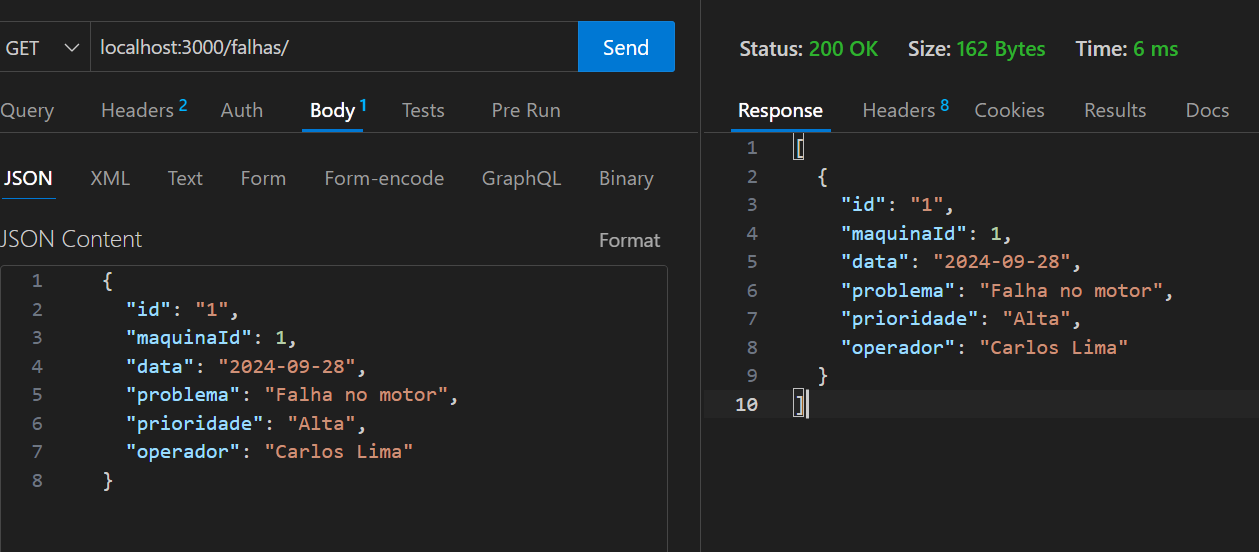 GET localhost:3000/falhas/ Send
Query Headers 2 Auth Body 1 Tests Pre Run
JSON XML Text Form Form-encode GraphQL Binary
JSON Content Format
1 {
2 "id": "1",
3 "maquinaId": 1,
4 "data": "2024-09-28",
5 "problema": "Falha no motor",
6 "prioridade": "Alta",
7 "operador": "Carlos Lima"
8 }
Status: 200 OK Size: 162 Bytes Time: 6 ms
Response Headers 8 Cookies Results Docs
1 [
2 {
3 "id": "1",
4 "maquinaId": 1,
5 "data": "2024-09-28",
6 "problema": "Falha no motor",
7 "prioridade": "Alta",
8 "operador": "Carlos Lima"
9 }
10 ]